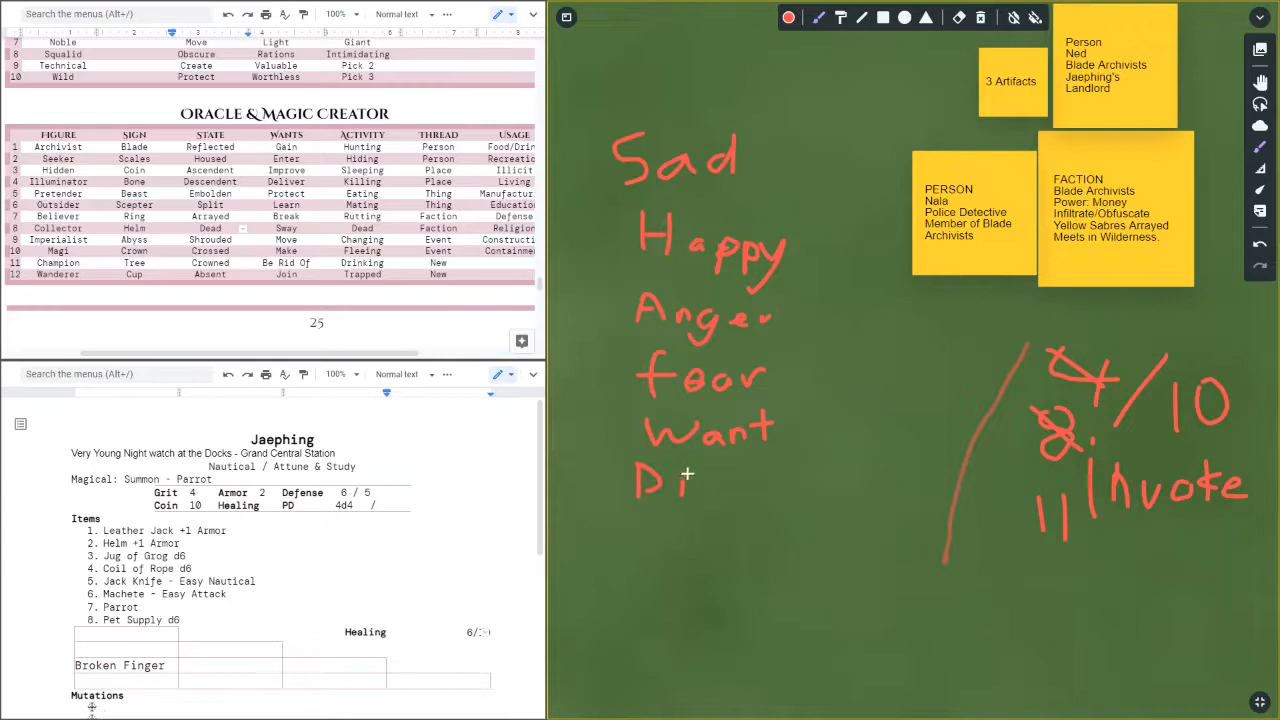 Search the menus (Alt+/)
100%
Normal text
7 Noble Move Light Giant
8 Squalid Obscure Rations Intimidating
9 Technical Create Valuable Pick 2
10 Wild Protect Worthless Pick 3
ORACLE & MAGIC CREATOR
FIGURE SIGN STATE WANTS ACTIVITY THREAD USAGE
1 Archivist Blade Reflected Gain Hunting Person Food/Drin
2 Seeker Scales Housed Enter Hiding Person Recreatio
3 Hidden Coin Ascendent Improve Sleeping Place Illicit
4 Illuminator Bone Descendent Deliver Killing Place Living
5 Pretender Beast Embolden Protect Eating Thing Manufactur
6 Outsider Scepter Split Learn Mating Thing Education
7 Believer Ring Arrayed Break Rutting Faction Defense
8 Collector Helm Dead Sway Dead Faction Religion
9 Imperialist Abyss Shrouded Move Changing Event Constructi
10 Magi Crown Crossed Make Fleeing Event Containme
11 Champion Tree Crowned Be Rid Of Drinking New
12 Wanderer Cup Absent Join Trapped New
25
Search the menus (Alt+/)
100%
Normal text
Jaephing
Very Young Night watch at the Docks - Grand Central Station
Nautical / Attune & Study
Magical: Summon - Parrot
Grit 4 Armor 2 Defense 6 / 5
Coin 10 Healing PD 4d4 /
Items
1. Leather Jack +1 Armor
2. Helm +1 Armor
3. Jug of Grog d6
4. Coil of Rope d6
5. Jack Knife - Easy Nautical
6. Machete - Easy Attack
7. Parrot
8. Pet Supply d6
Healing
Broken Finger
Mutations
Sad
Happy
Anger
fear
Want
Di
3 Artifacts
Person
Ned
Blade Archivists
Jaephing's
Landlord
PERSON
Nala
Police Detective
Member of Blade
Archivists
FACTION
Blade Archivists
Power: Money
Infiltrate/Obfuscate
Yellow Sabres Arrayed
Meets in Wilderness.
4/10
8
11
invoke